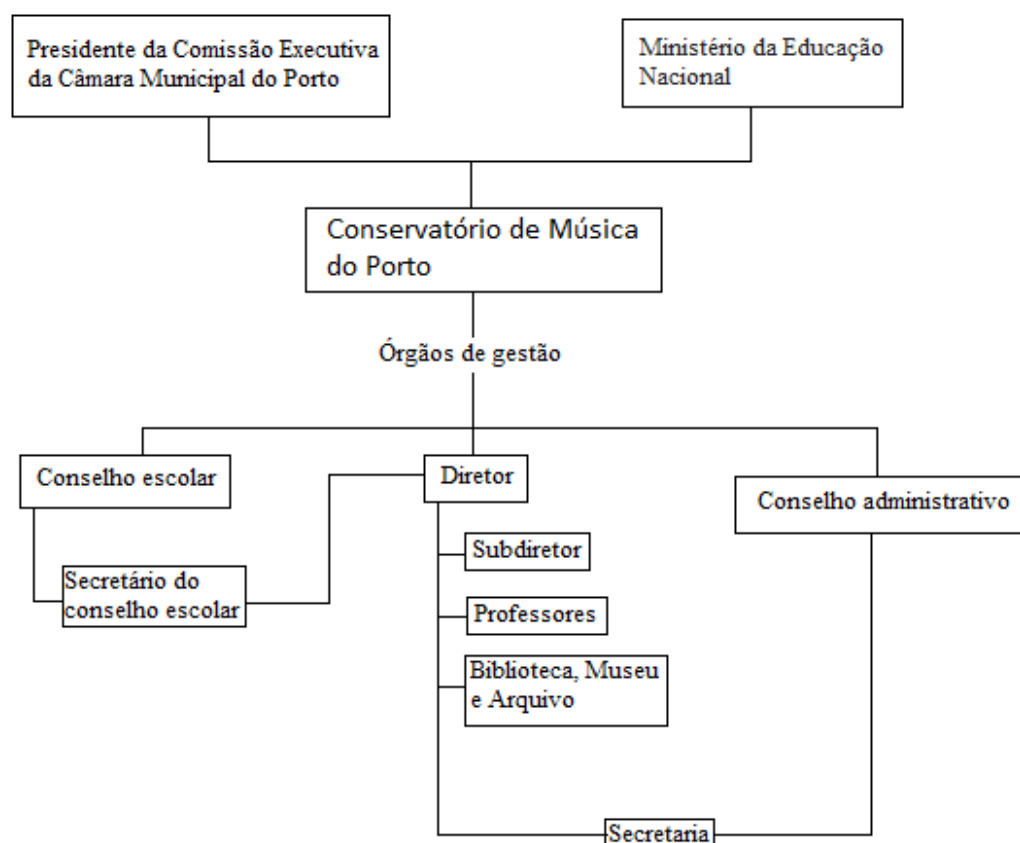 Presidente da Comissão Executiva
da Câmara Municipal do Porto
Ministério da Educação
Nacional
Conservatório de Música
do Porto
Órgãos de gestão
Conselho escolar
Diretor
Conselho administrativo
Subdiretor
Secretário do
conselho escolar
Professores
Biblioteca, Museu
e Arquivo
Secretaria